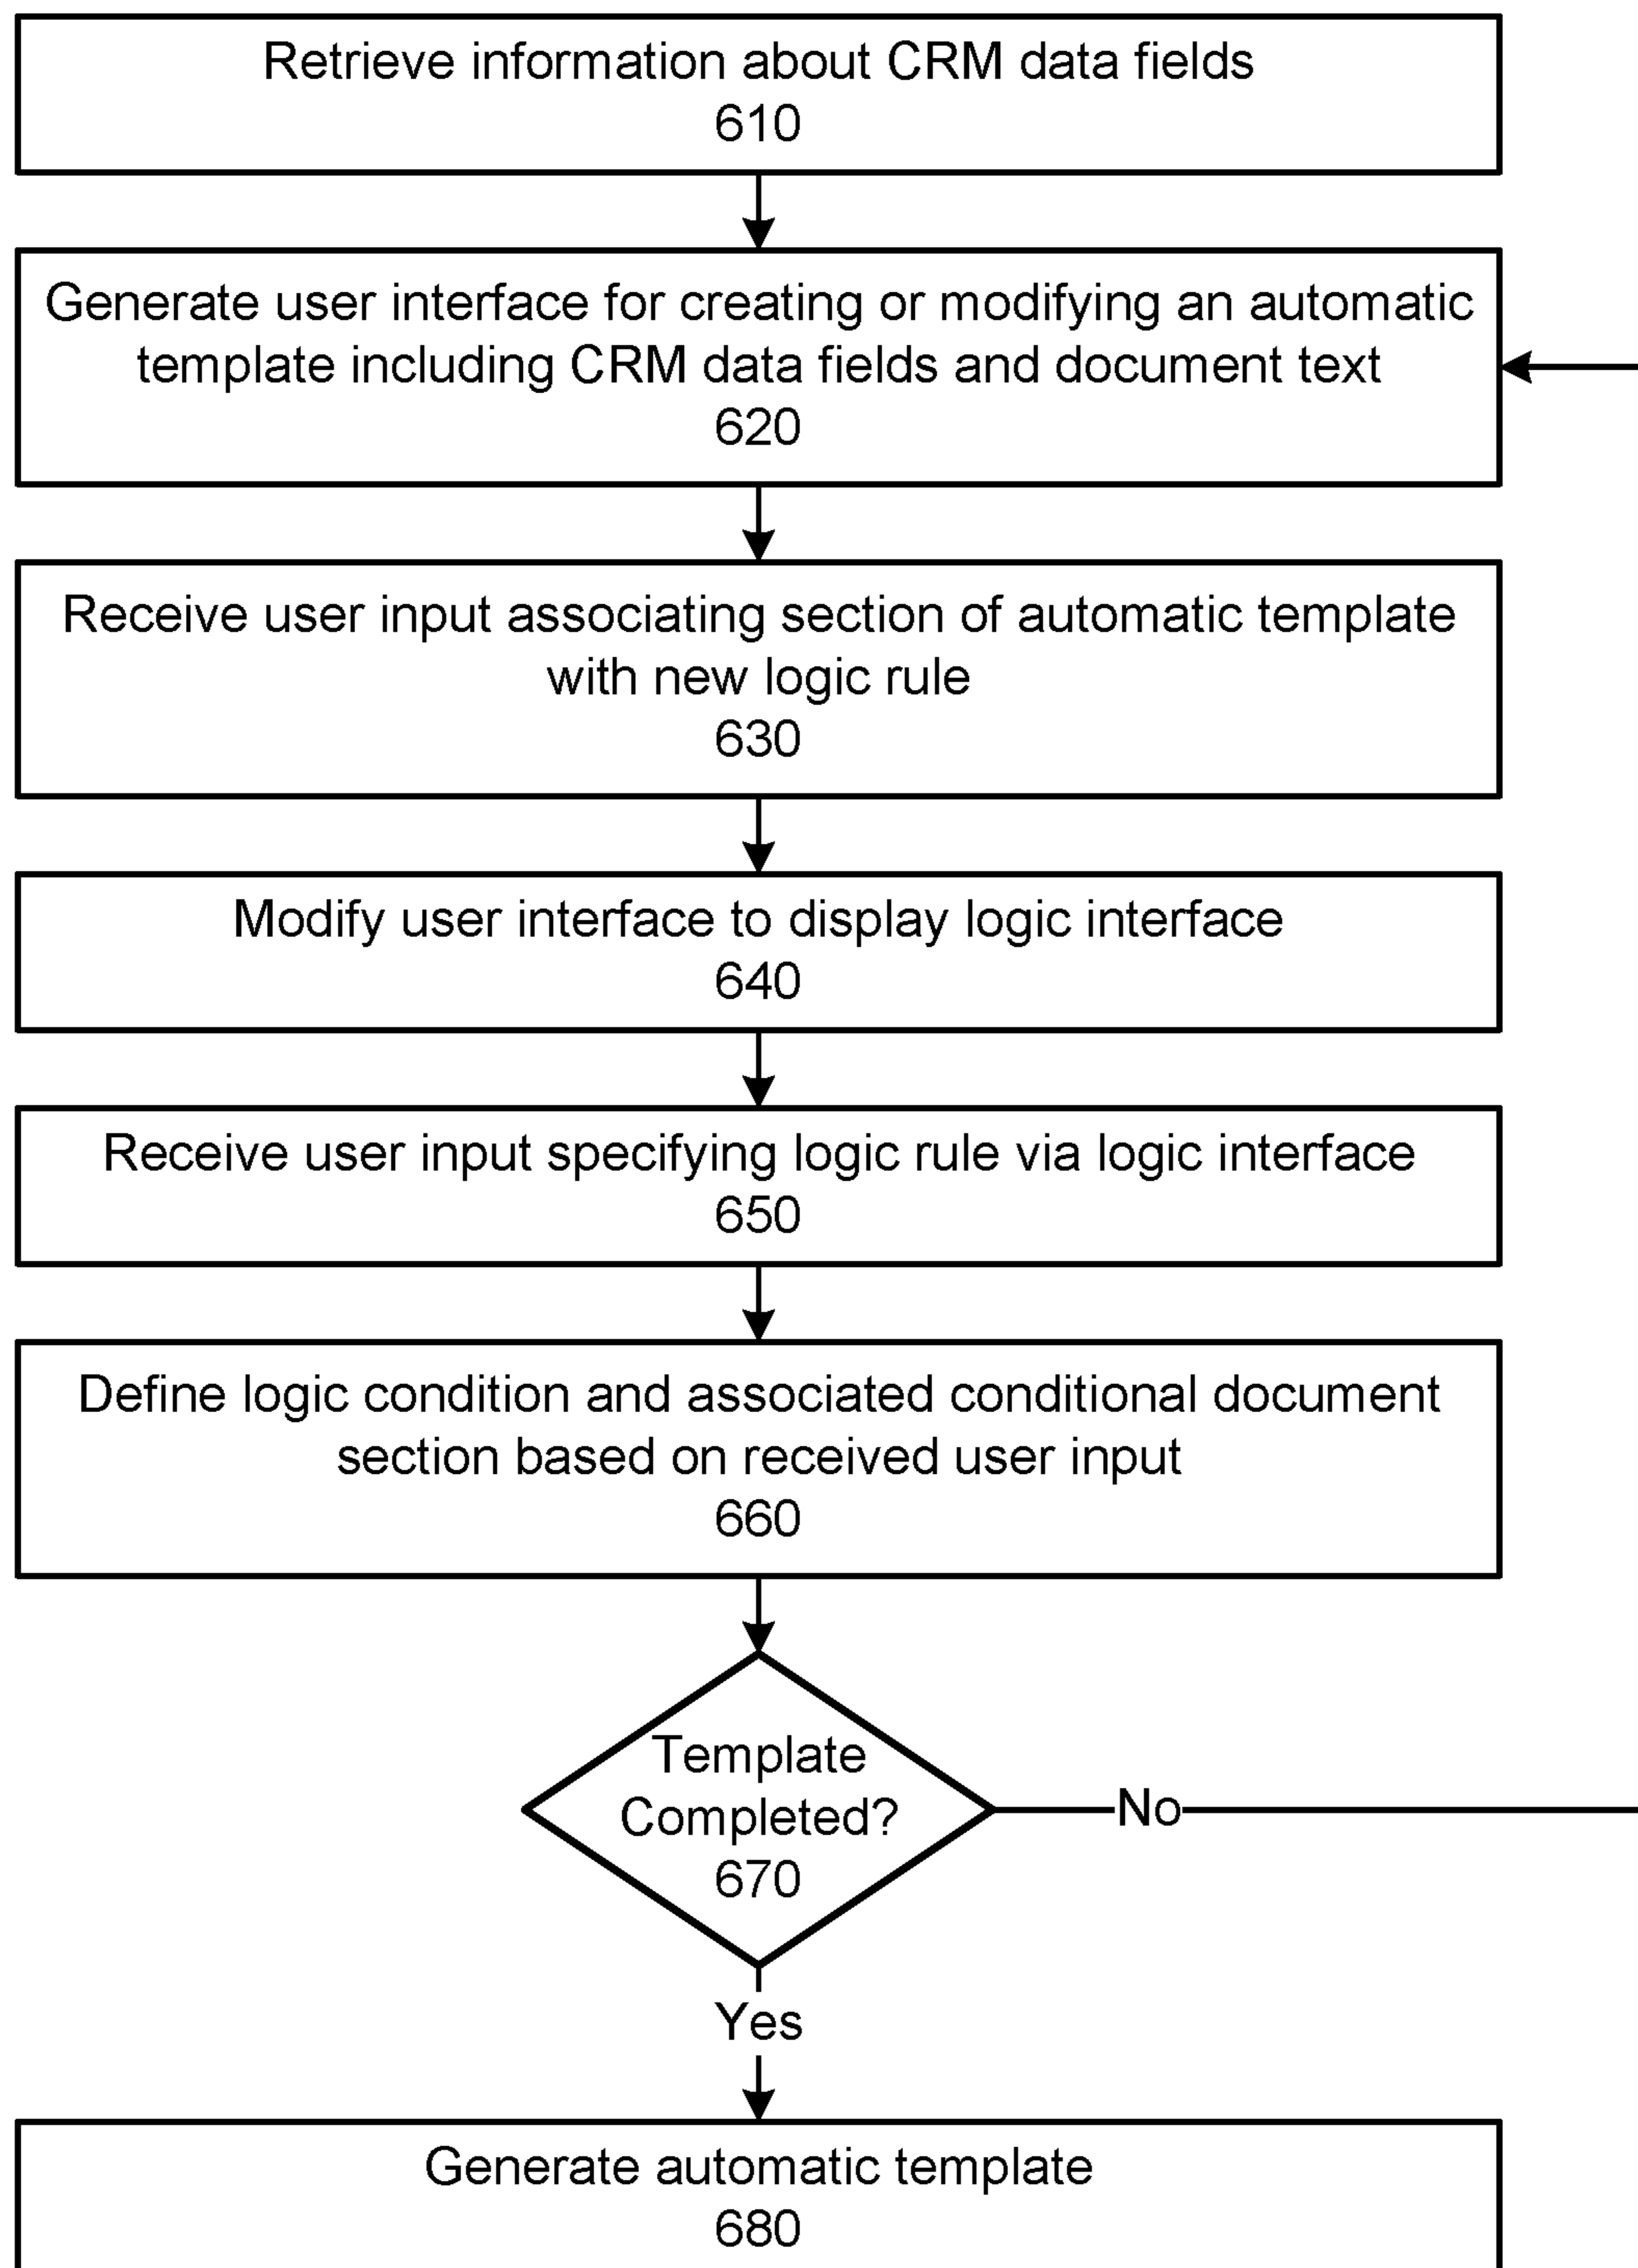 Retrieve information about CRM data fields
610
Generate user interface for creating or modifying an automatic
template including CRM data fields and document text
620
Receive user input associating section of automatic template
with new logic rule
630
Modify user interface to display logic interface
640
Receive user input specifying logic rule via logic interface
650
Define logic condition and associated conditional document
section based on received user input
660
Template
Completed?
670
No
Yes
Generate automatic template
680